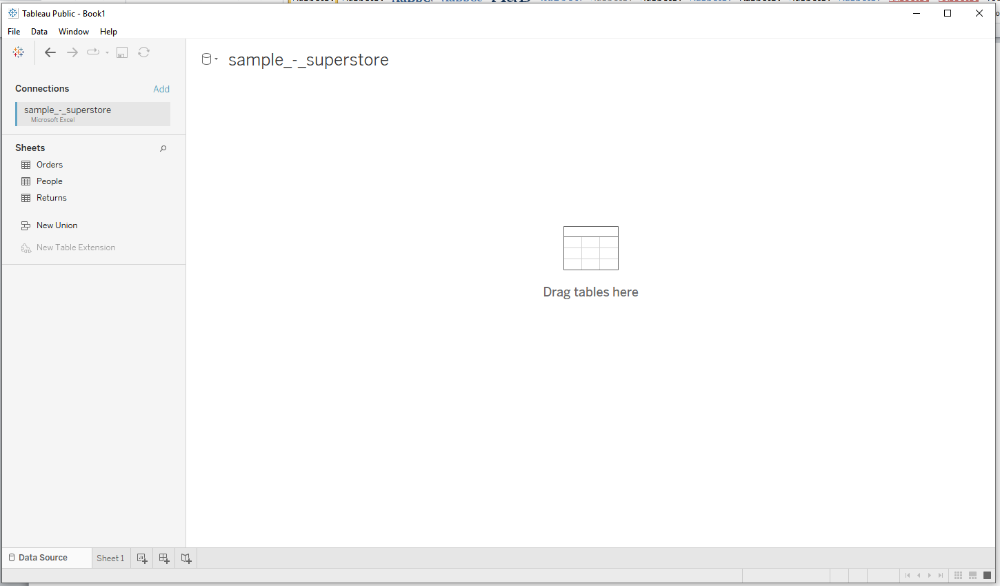 Tableau Public - Book1
File Data Window Help
sample_-_superstore
Connections Add
sample_-_superstore
Microsoft Excel
Sheets
Orders
People
Returns
New Union
New Table Extension
Drag tables here
Data Source Sheet 1